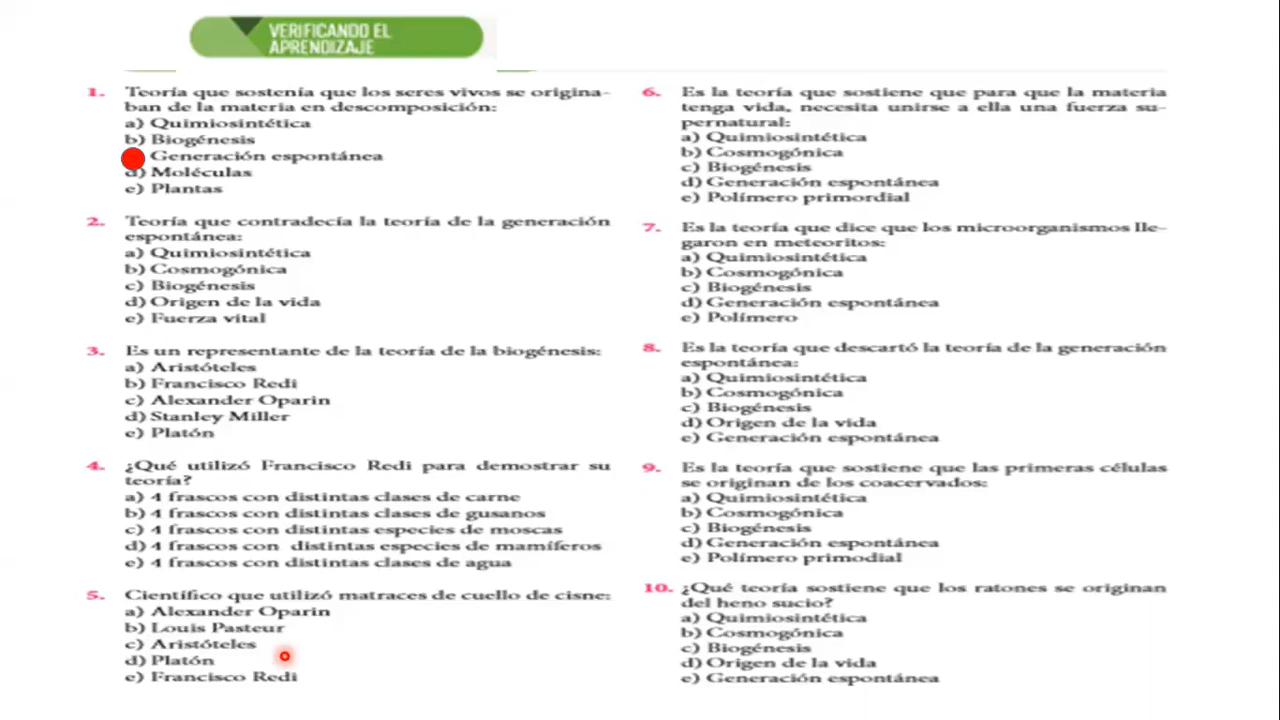 VERIFICANDO EL
APRENDIZAJE
1. Teoría que sostenía que los seres vivos se origina-
ban de la materia en descomposición:
a) Quimiosintética
b) Biogénesis
Generación espontánea
d) Moléculas
e) Plantas
2. Teoría que contradecía la teoría de la generación
espontánea:
a) Quimiosintética
b) Cosmogónica
c) Biogénesis
d) Origen de la vida
e) Fuerza vital
3. Es un representante de la teoría de la biogénesis:
a) Aristóteles
b) Francisco Redi
c) Alexander Oparin
d) Stanley Miller
e) Platón
4. ¿Qué utilizó Francisco Redi para demostrar su
teoría?
a) 4 frascos con distintas clases de carne
b) 4 frascos con distintas clases de gusanos
c) 4 frascos con distintas especies de moscas
d) 4 frascos con distintas especies de mamíferos
e) 4 frascos con distintas clases de agua
5. Científico que utilizó matraces de cuello de cisne:
a) Alexander Oparin
b) Louis Pasteur
c) Aristóteles
d) Platón
e) Francisco Redi
6. Es la teoría que sostiene que para que la materia
tenga vida, necesita unirse a ella una fuerza su-
pernatural:
a) Quimiosintética
b) Cosmogónica
c) Biogénesis
d) Generación espontánea
e) Polímero primordial
7. Es la teoría que dice que los microorganismos lle-
garon en meteoritos:
a) Quimiosintética
b) Cosmogónica
c) Biogénesis
d) Generación espontánea
e) Polímero
8. Es la teoría que descartó la teoría de la generación
espontánea:
a) Quimiosintética
b) Cosmogónica
c) Biogénesis
d) Origen de la vida
e) Generación espontánea
9. Es la teoría que sostiene que las primeras células
se originan de los coacervados:
a) Quimiosintética
b) Cosmogónica
c) Biogénesis
d) Generación espontánea
e) Polímero primodial
10. ¿Qué teoría sostiene que los ratones se originan
del heno sucio?
a) Quimiosintética
b) Cosmogónica
c) Biogénesis
d) Origen de la vida
e) Generación espontánea